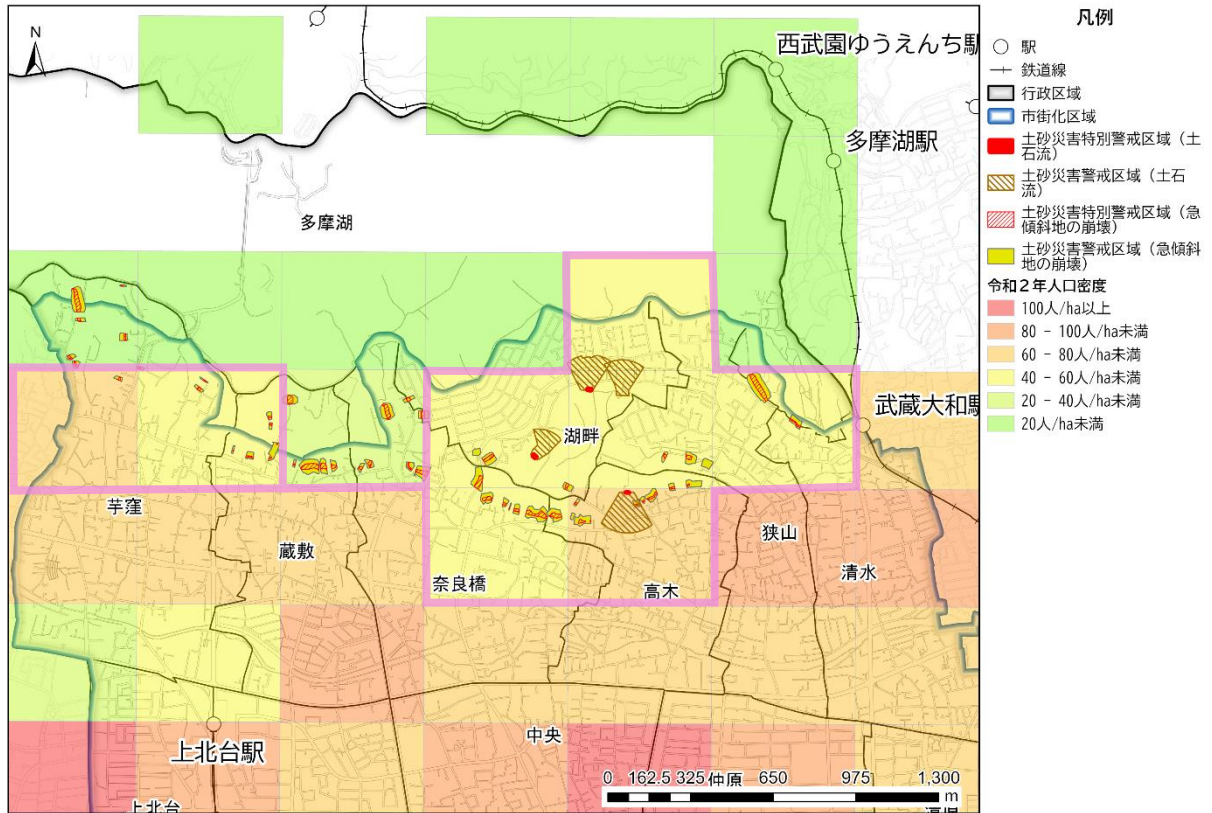 N
西武園ゆうえんち駅
多摩湖駅
多摩湖
武蔵大和駅
湖畔
芋窪
蔵敷
奈良橋
高木
狭山
清水
中央
上北台駅
仲原
上北台
0 162.5 325 650 975 1,300
m
凡例
駅
鉄道線
行政区域
市街化区域
土砂災害特別警戒区域（土
石流）
土砂災害警戒区域（土石
流）
土砂災害特別警戒区域（急
傾斜地の崩壊）
土砂災害警戒区域（急傾斜
地の崩壊）
令和２年人口密度
100人/ha以上
80 - 100人/ha未満
60 - 80人/ha未満
40 - 60人/ha未満
20 - 40人/ha未満
20人/ha未満